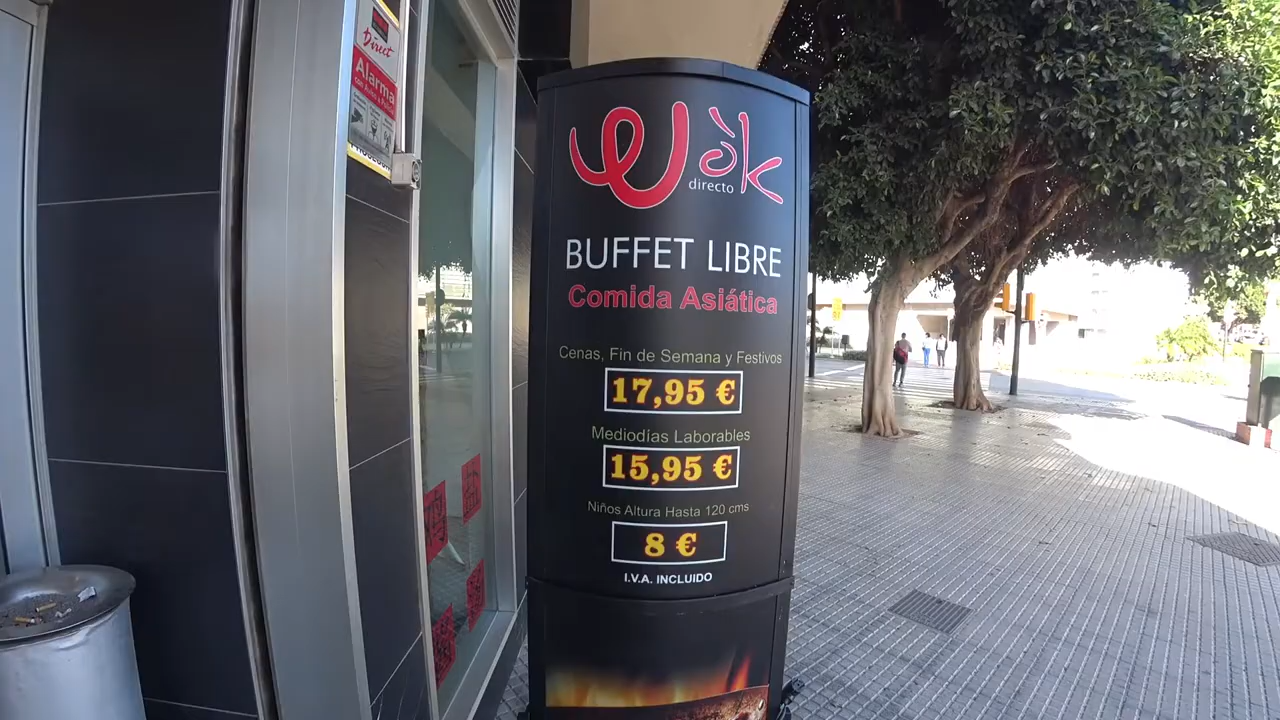 Direct
Alarma
Wòk
directo
BUFFET LIBRE
Comida Asiática
Cenas, Fin de Semana y Festivos
17,95 €
Mediodías Laborables
15,95 €
Niños Altura Hasta 120 cms
8 €
I.V.A. INCLUIDO